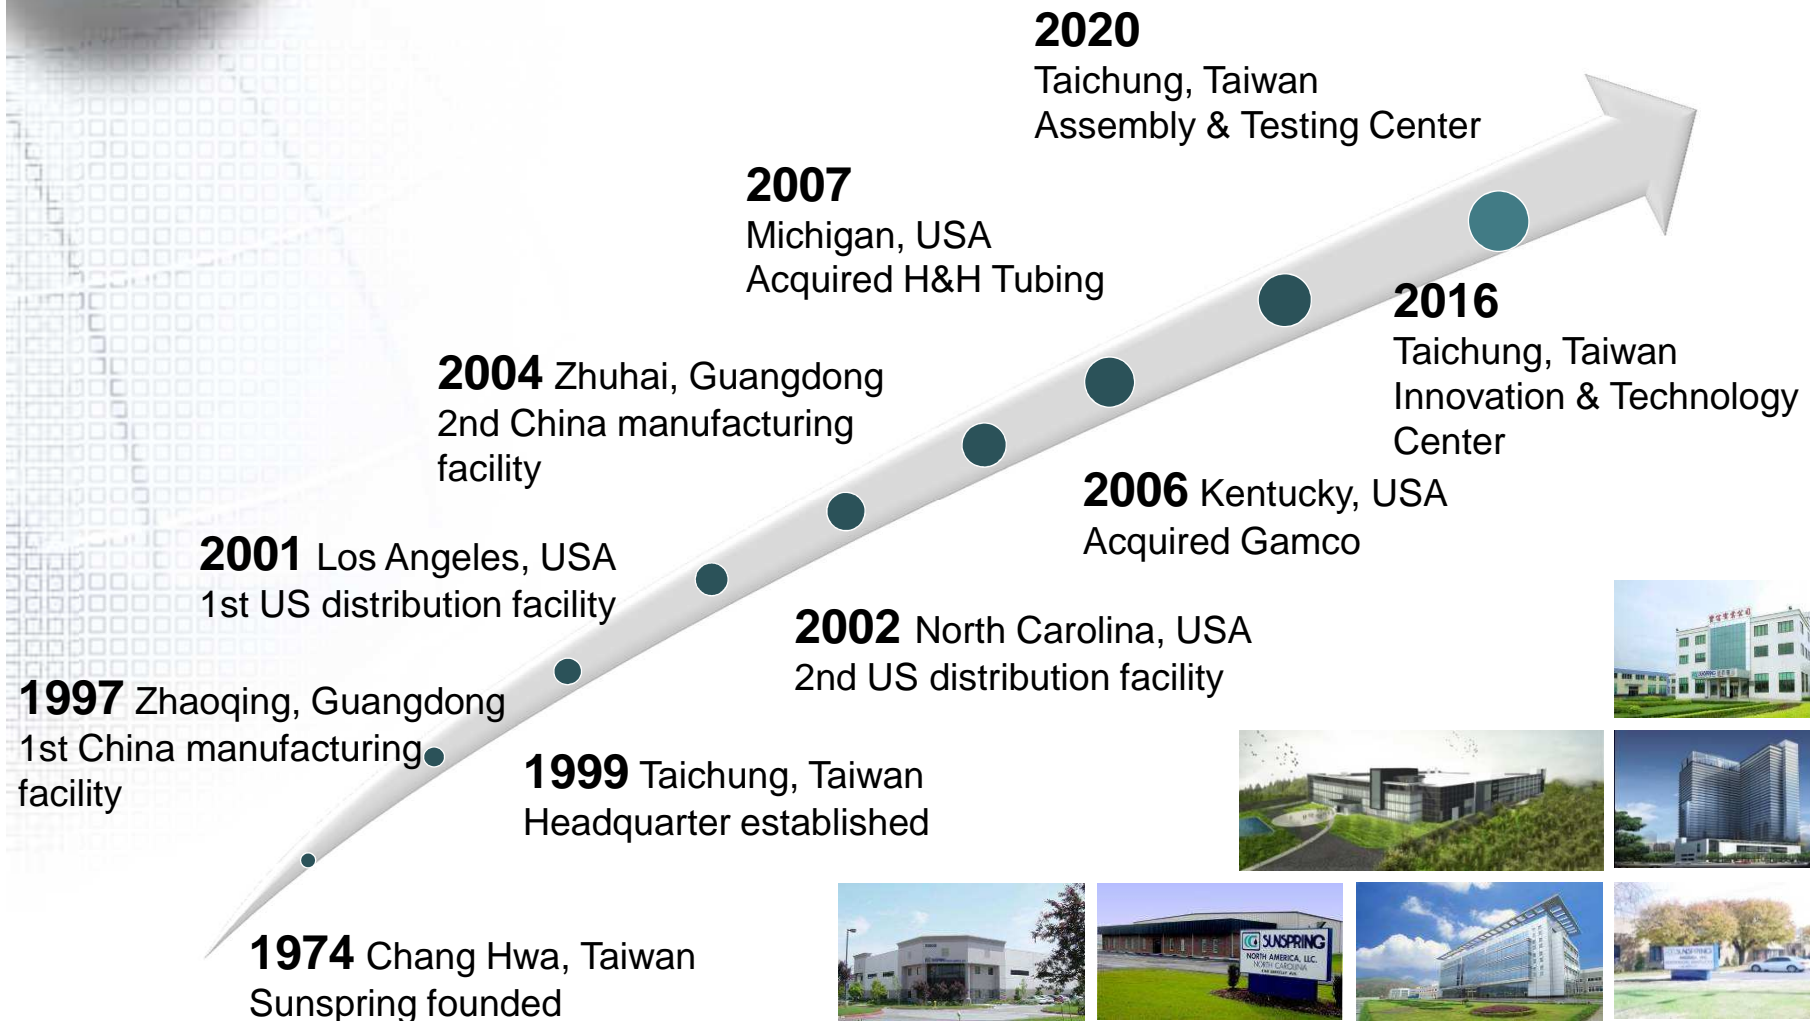 2020
Taichung, Taiwan
Assembly & Testing Center
2007
Michigan, USA
Acquired H&H Tubing
2016
Taichung, Taiwan
Innovation & Technology
Center
2004 Zhuhai, Guangdong
2nd China manufacturing
facility
2006 Kentucky, USA
Acquired Gamco
2001 Los Angeles, USA
1st US distribution facility
2002 North Carolina, USA
2nd US distribution facility
1997 Zhaoqing, Guangdong
1st China manufacturing
facility
1999 Taichung, Taiwan
Headquarter established
1974 Chang Hwa, Taiwan
Sunspring founded
SUNSPRING
NORTH AMERICA, LLC.
NORTH CAROLINA
SUNSPRING